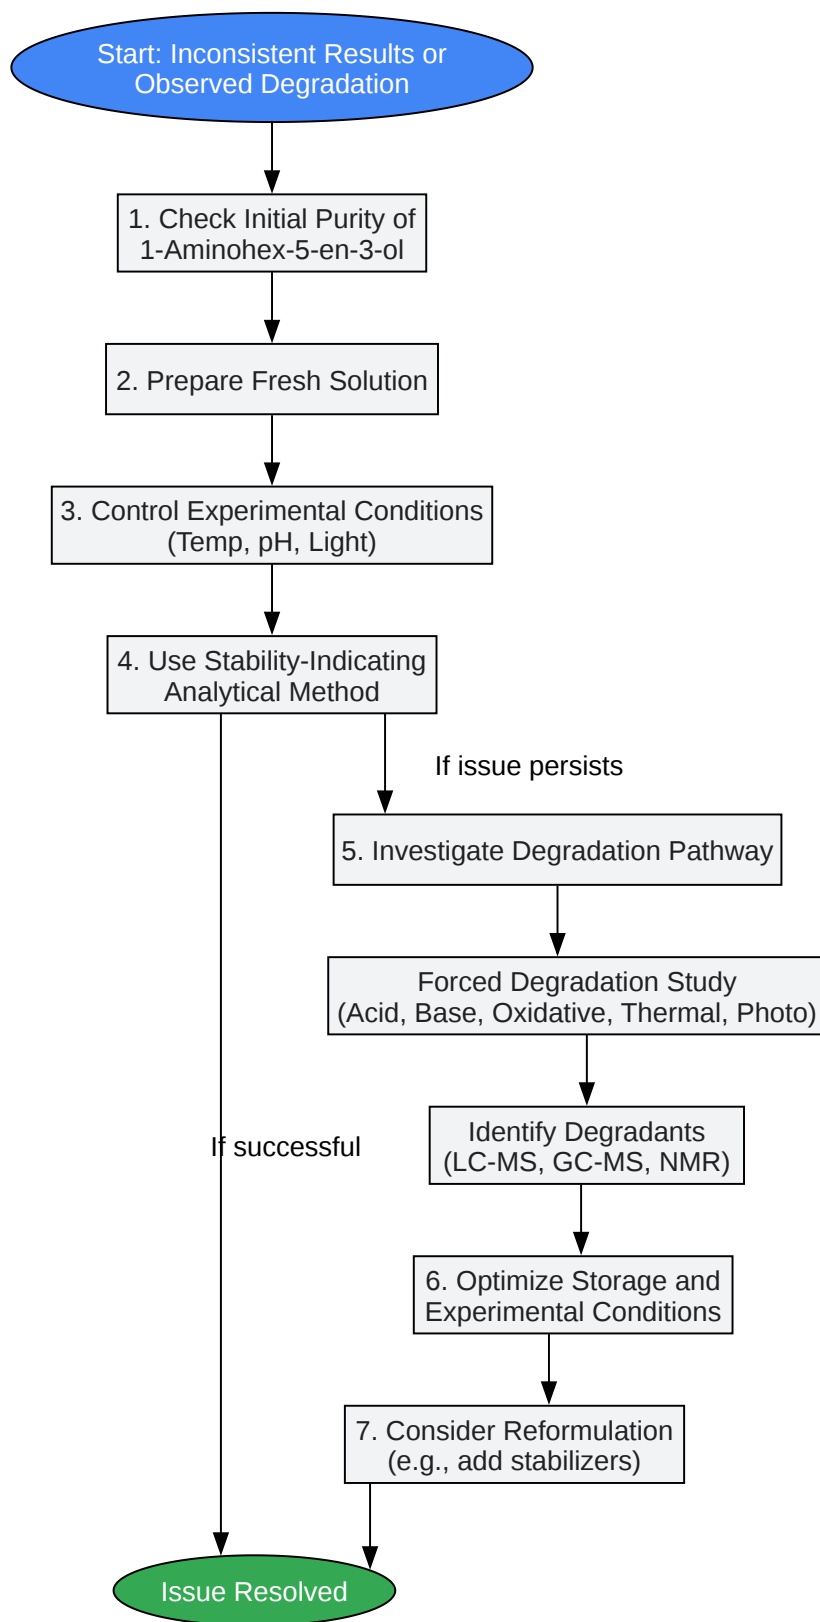 Start: Inconsistent Results or
Observed Degradation
1. Check Initial Purity of
1-Aminohex-5-en-3-ol
2. Prepare Fresh Solution
3. Control Experimental Conditions
(Temp, pH, Light)
4. Use Stability-Indicating
Analytical Method
If issue persists
5. Investigate Degradation Pathway
Forced Degradation Study
(Acid, Base, Oxidative, Thermal, Photo)
Identify Degradants
(LC-MS, GC-MS, NMR)
If successful
6. Optimize Storage and
Experimental Conditions
7. Consider Reformulation
(e.g., add stabilizers)
Issue Resolved